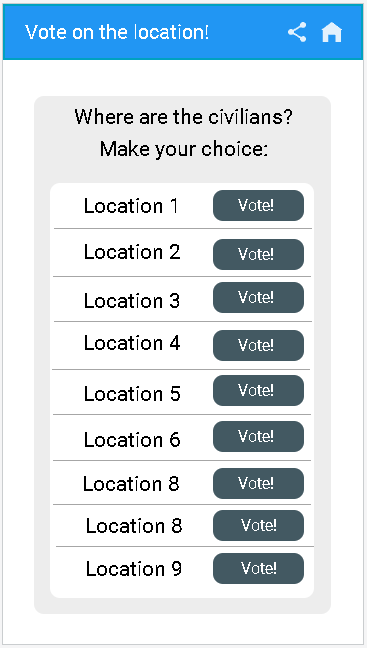 Vote on the location!
Where are the civilians?
Make your choice:
Location 1 Vote!
Location 2 Vote!
Location 3 Vote!
Location 4 Vote!
Location 5 Vote!
Location 6 Vote!
Location 8 Vote!
Location 8 Vote!
Location 9 Vote!